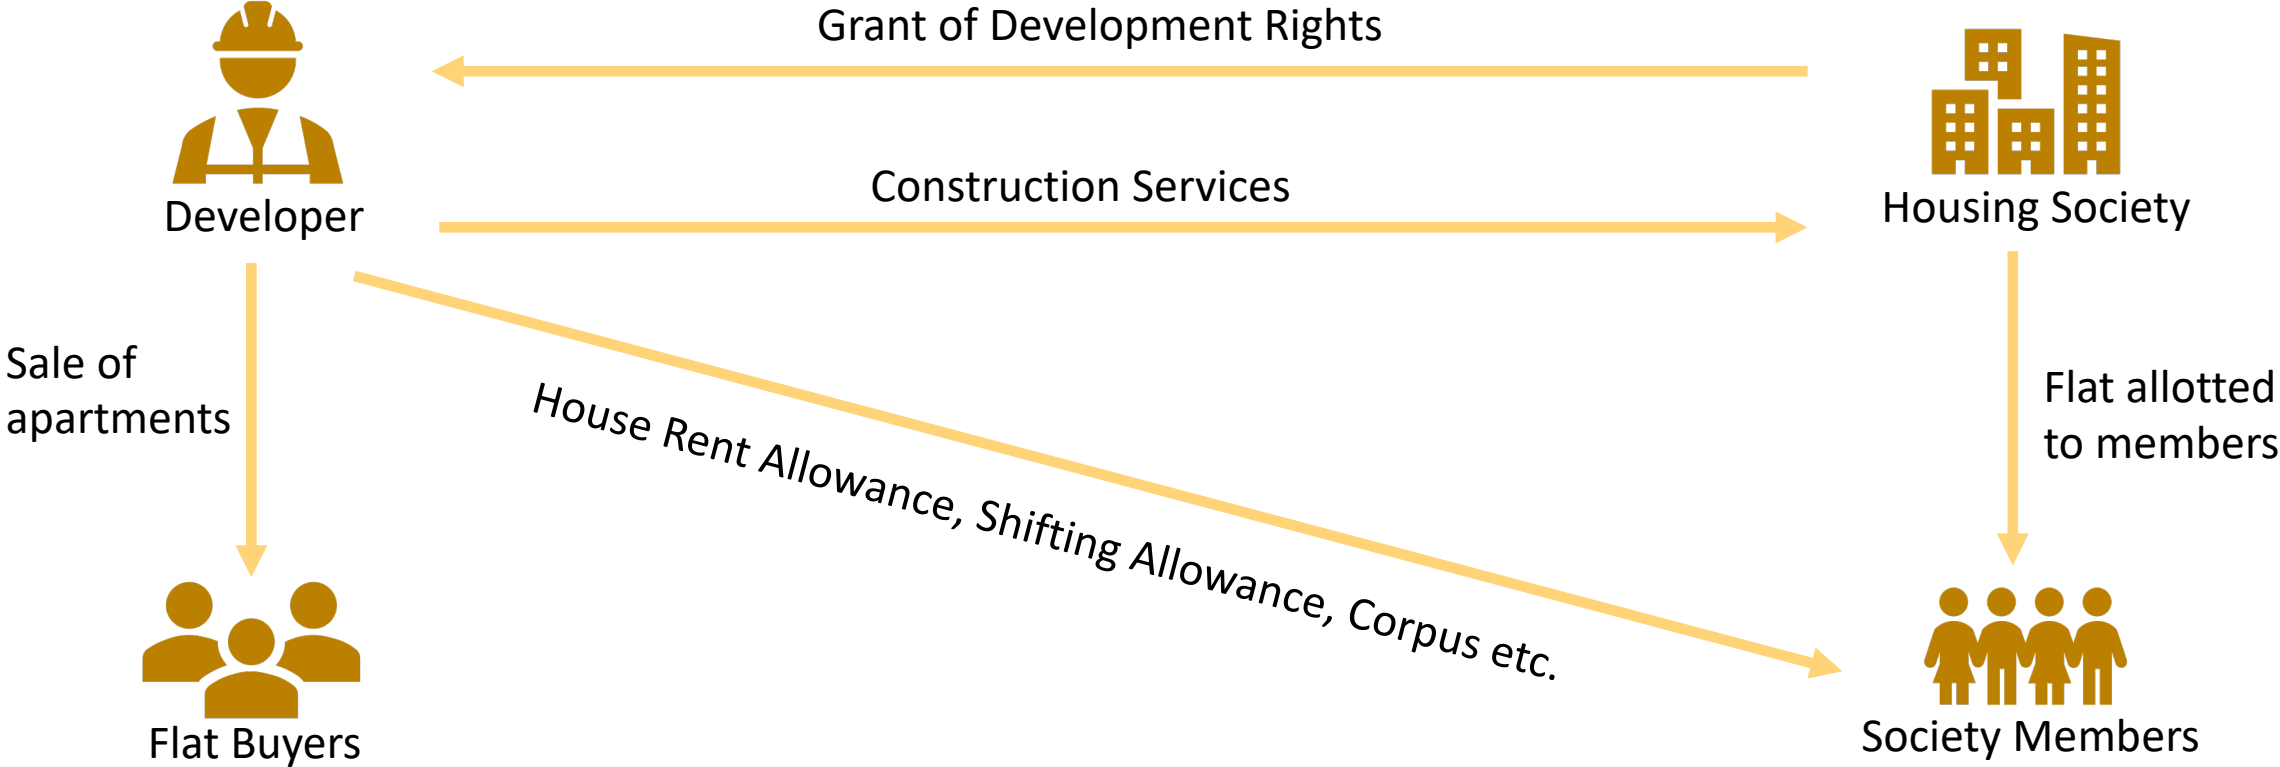 Grant of Development Rights
Construction Services
Developer
Housing Society
Sale of
apartments
House Rent Allowance, Shifting Allowance, Corpus etc.
Flat allotted
to members
Flat Buyers
Society Members